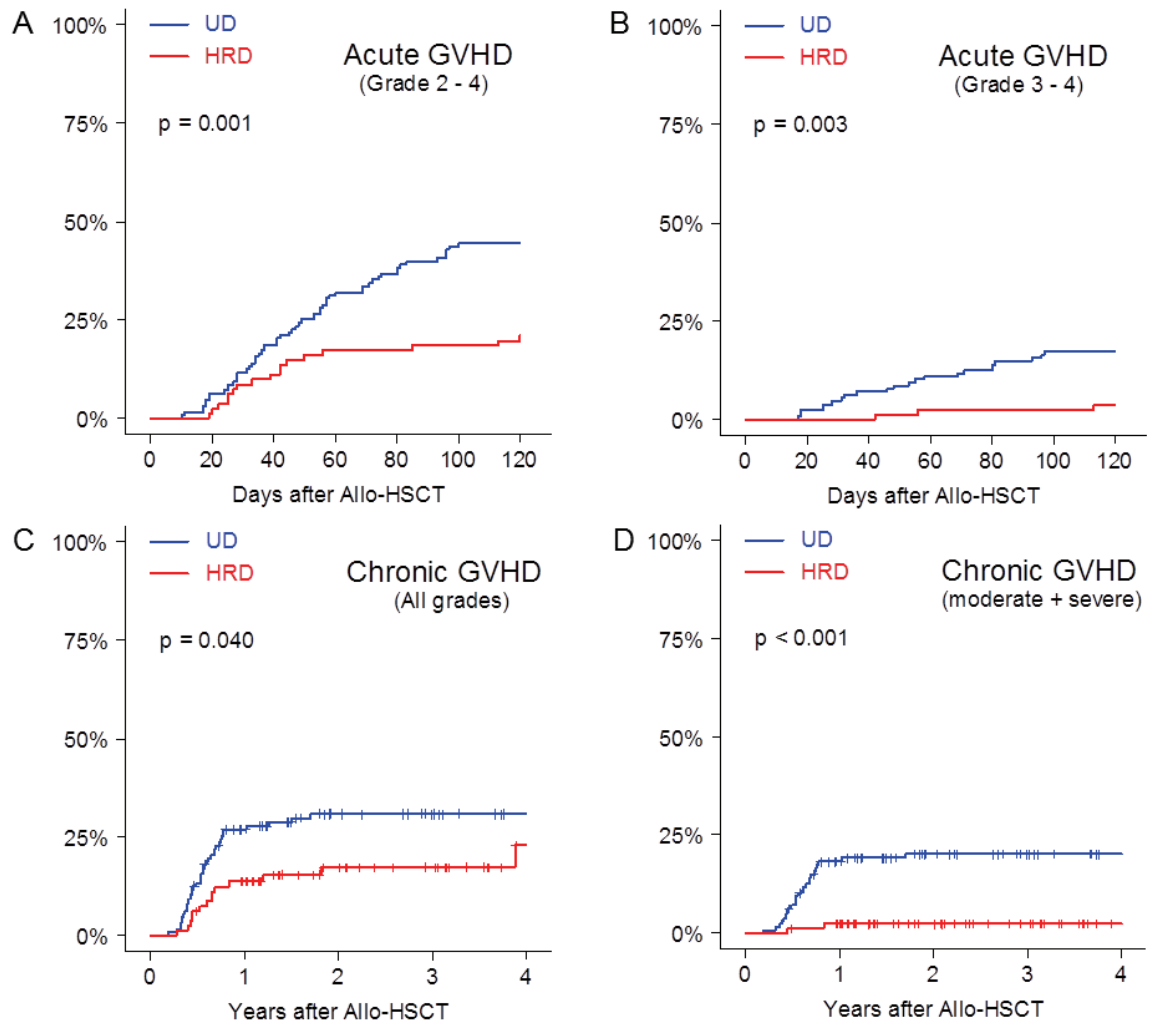 A
UD
HRD
Acute GVHD
(Grade 2 - 4)
p = 0.001
100%
75%
50%
25%
0%
0 20 40 60 80 100 120
Days after Allo-HSCT
B
UD
HRD
Acute GVHD
(Grade 3 - 4)
p = 0.003
100%
75%
50%
25%
0%
0 20 40 60 80 100 120
Days after Allo-HSCT
C
UD
HRD
Chronic GVHD
(All grades)
p = 0.040
100%
75%
50%
25%
0%
0 1 2 3 4
Years after Allo-HSCT
D
UD
HRD
Chronic GVHD
(moderate + severe)
p < 0.001
100%
75%
50%
25%
0%
0 1 2 3 4
Years after Allo-HSCT